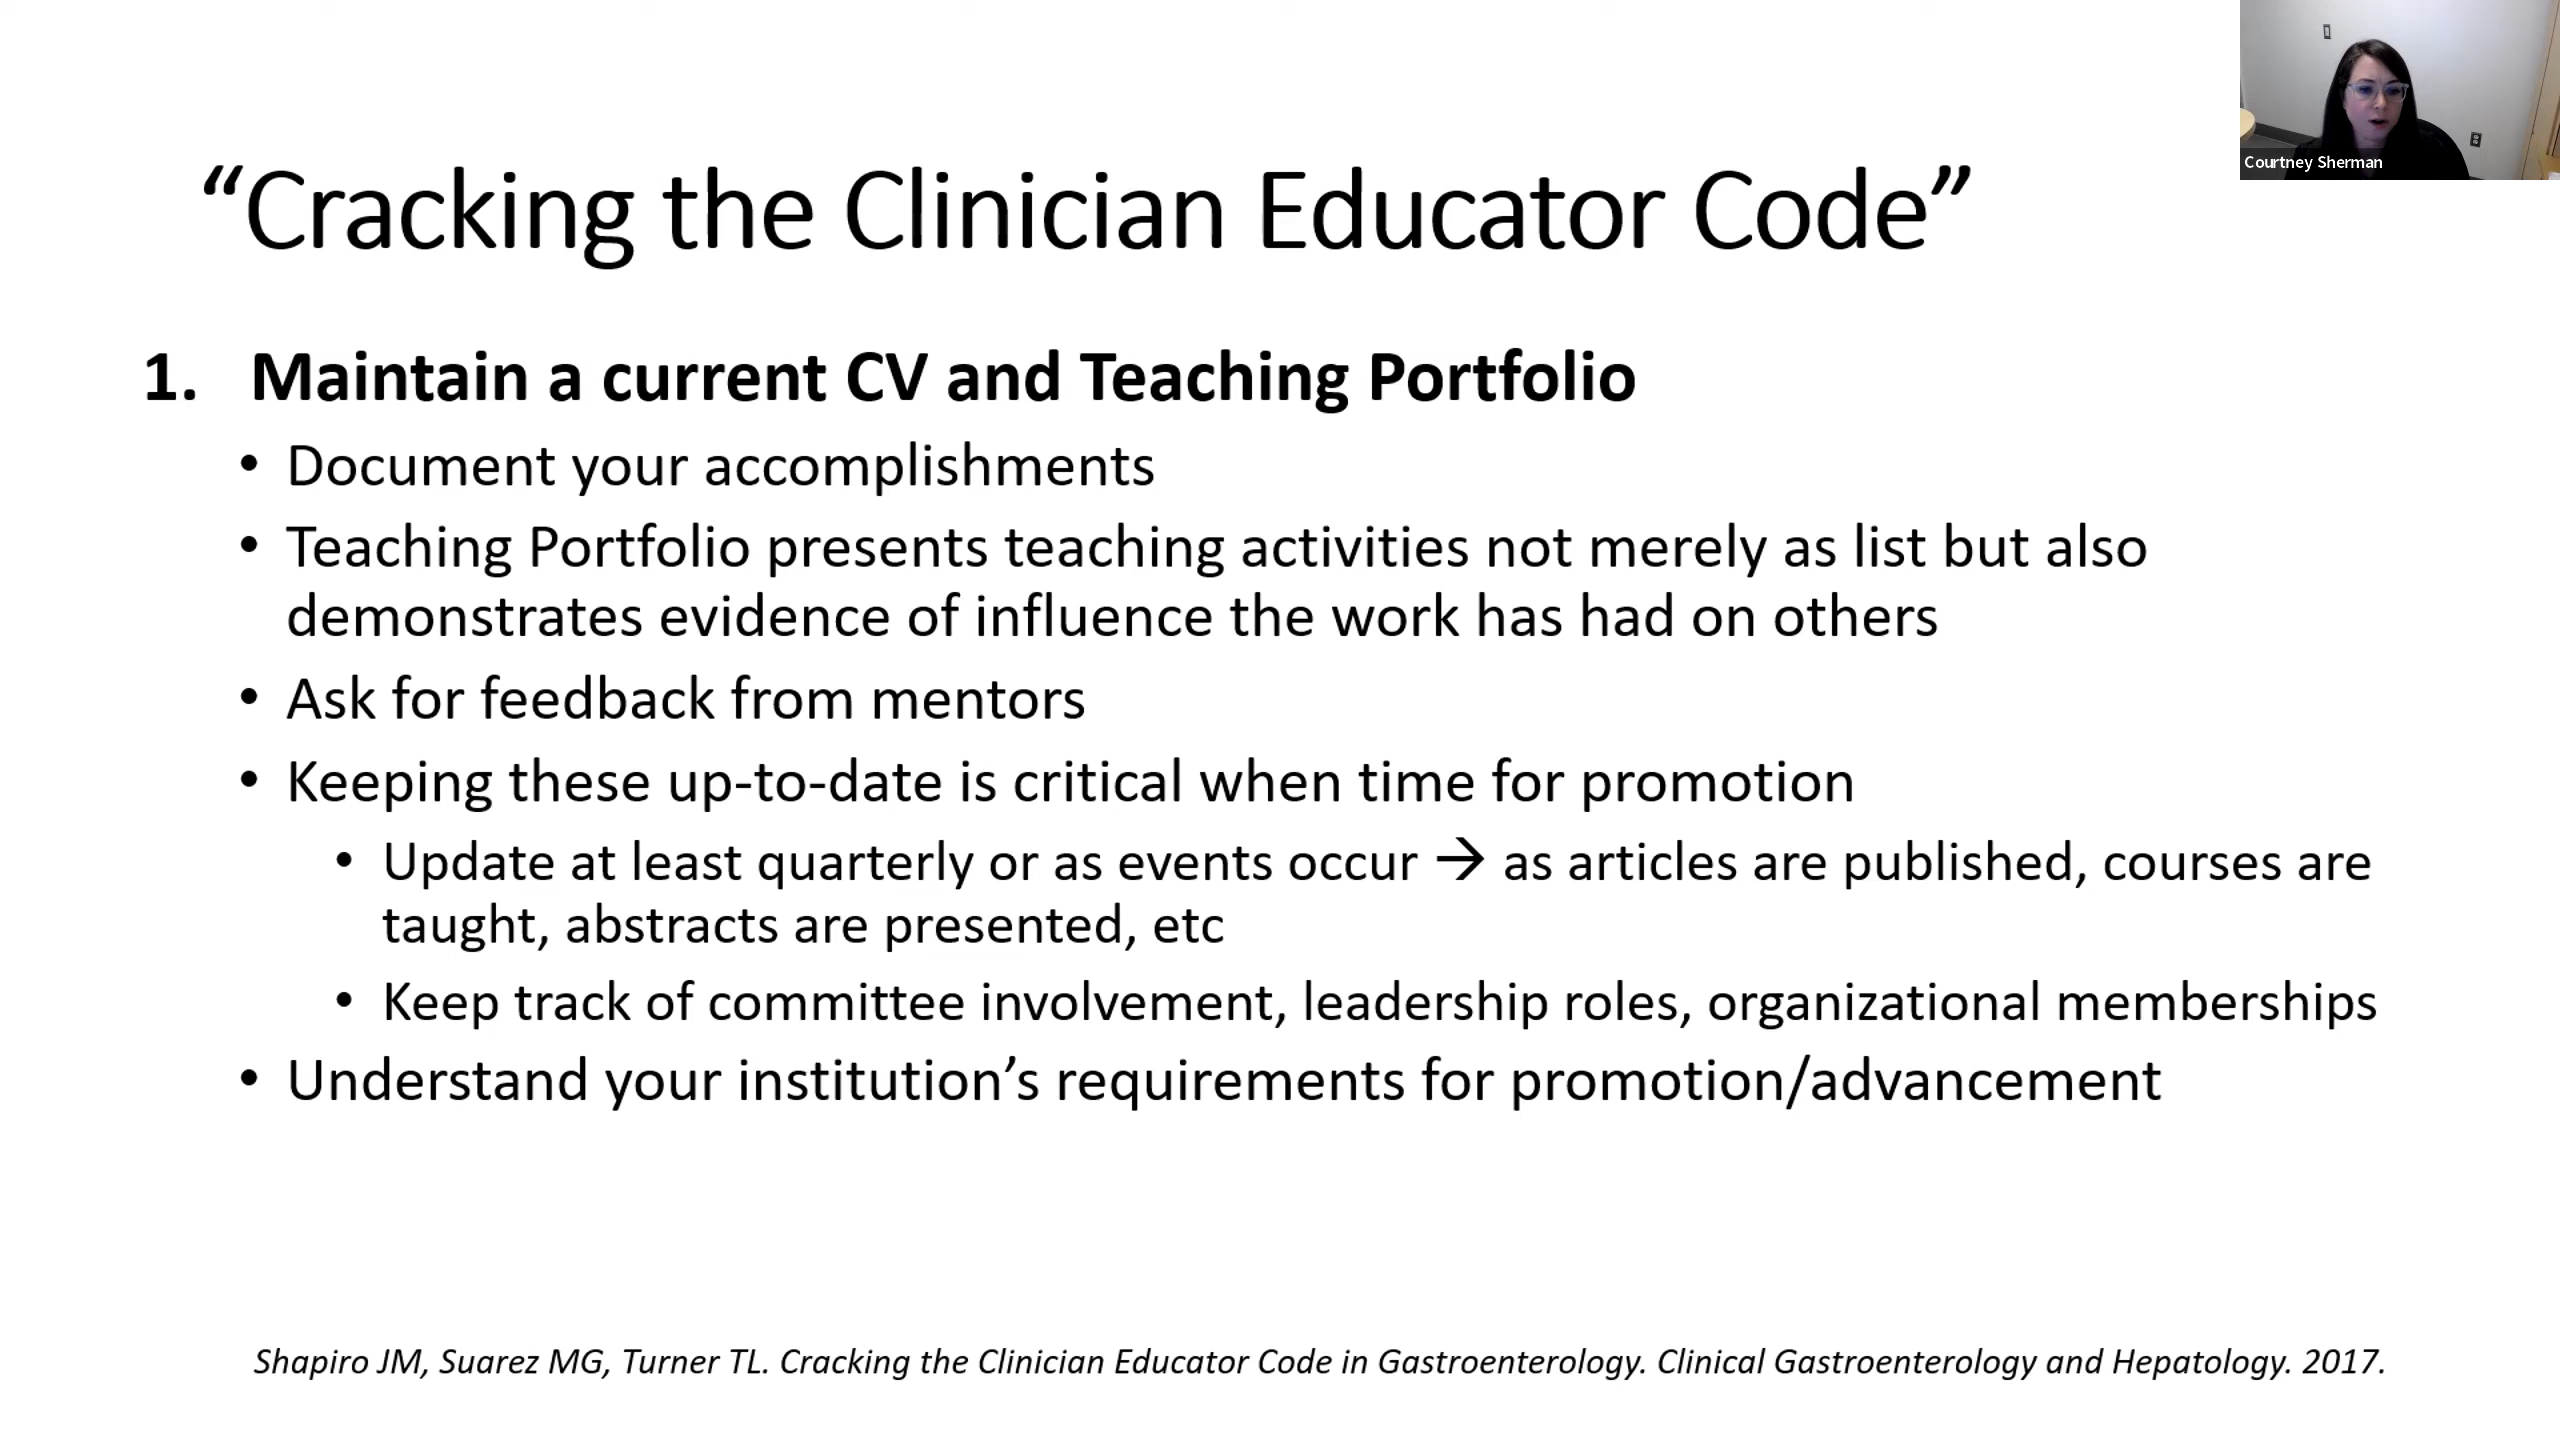 Courtney Sherman
“Cracking the Clinician Educator Code”
1. Maintain a current CV and Teaching Portfolio
• Document your accomplishments
• Teaching Portfolio presents teaching activities not merely as list but also
demonstrates evidence of influence the work has had on others
• Ask for feedback from mentors
• Keeping these up-to-date is critical when time for promotion
• Update at least quarterly or as events occur → as articles are published, courses are
taught, abstracts are presented, etc
• Keep track of committee involvement, leadership roles, organizational memberships
• Understand your institution’s requirements for promotion/advancement
Shapiro JM, Suarez MG, Turner TL. Cracking the Clinician Educator Code in Gastroenterology. Clinical Gastroenterology and Hepatology. 2017.